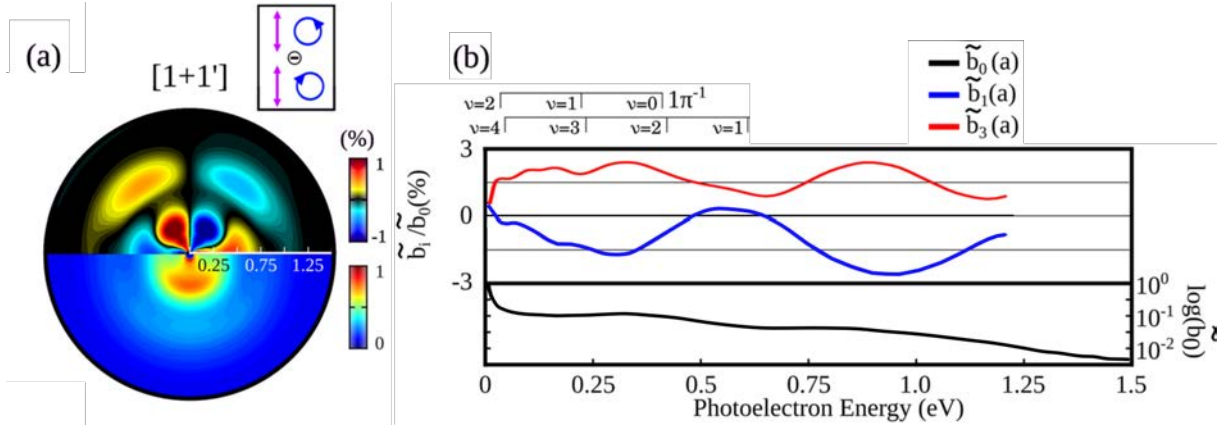 (a)
[1+1']
Θ
(%)
1
-1
1
0
0.25 0.75 1.25
(b)
b̃₀(a)
b̃₁(a)
b̃₃(a)
ν=2 ν=1 ν=0 1π⁻¹
ν=4 ν=3 ν=2 ν=1
3
0
-3
b̃ᵢ/b̃₀(%)
10⁰
10⁻¹
10⁻²
log(b̃₀)
0 0.25 0.5 0.75 1.0 1.25 1.5
Photoelectron Energy (eV)